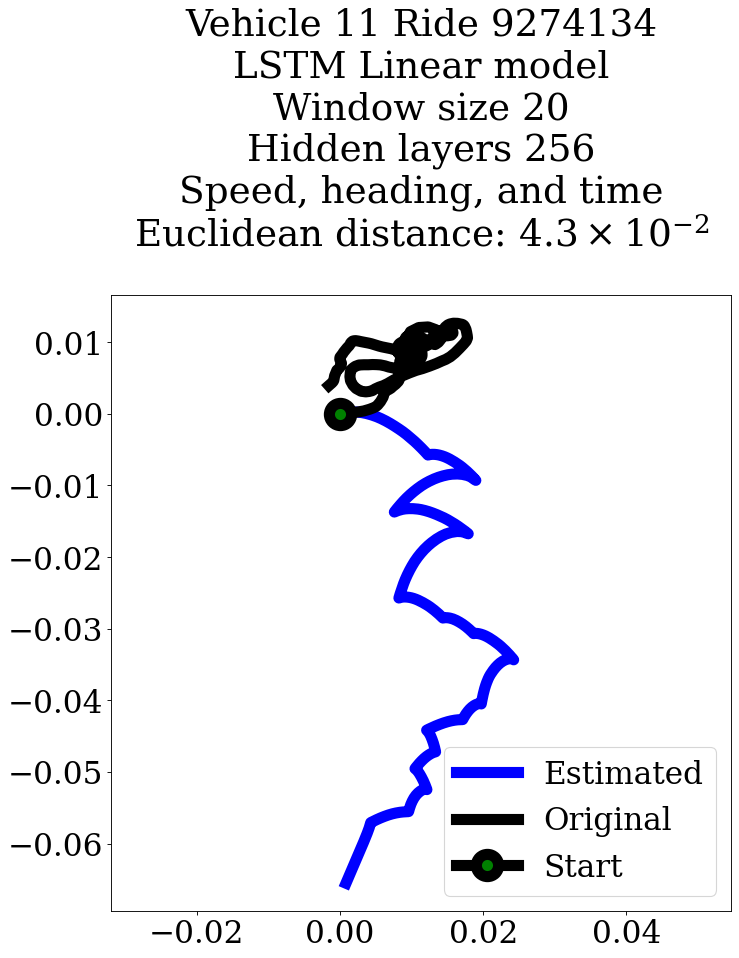 Vehicle 11 Ride 9274134
LSTM Linear model
Window size 20
Hidden layers 256
Speed, heading, and time
Euclidean distance: 4.3 × 10⁻²
0.01
0.00
−0.01
−0.02
−0.03
−0.04
−0.05
−0.06
Estimated
Original
Start
−0.02 0.00 0.02 0.04